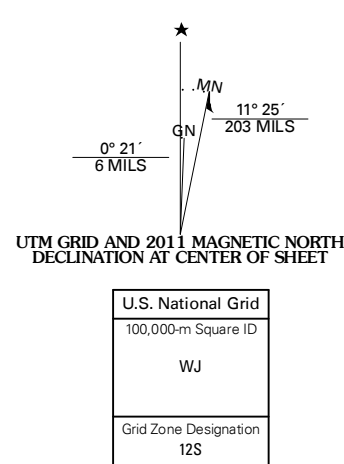 MN
GN
11° 25´
203 MILS
0° 21´
6 MILS
UTM GRID AND 2011 MAGNETIC NORTH
DECLINATION AT CENTER OF SHEET
U.S. National Grid
100,000-m Square ID
WJ
Grid Zone Designation
12S